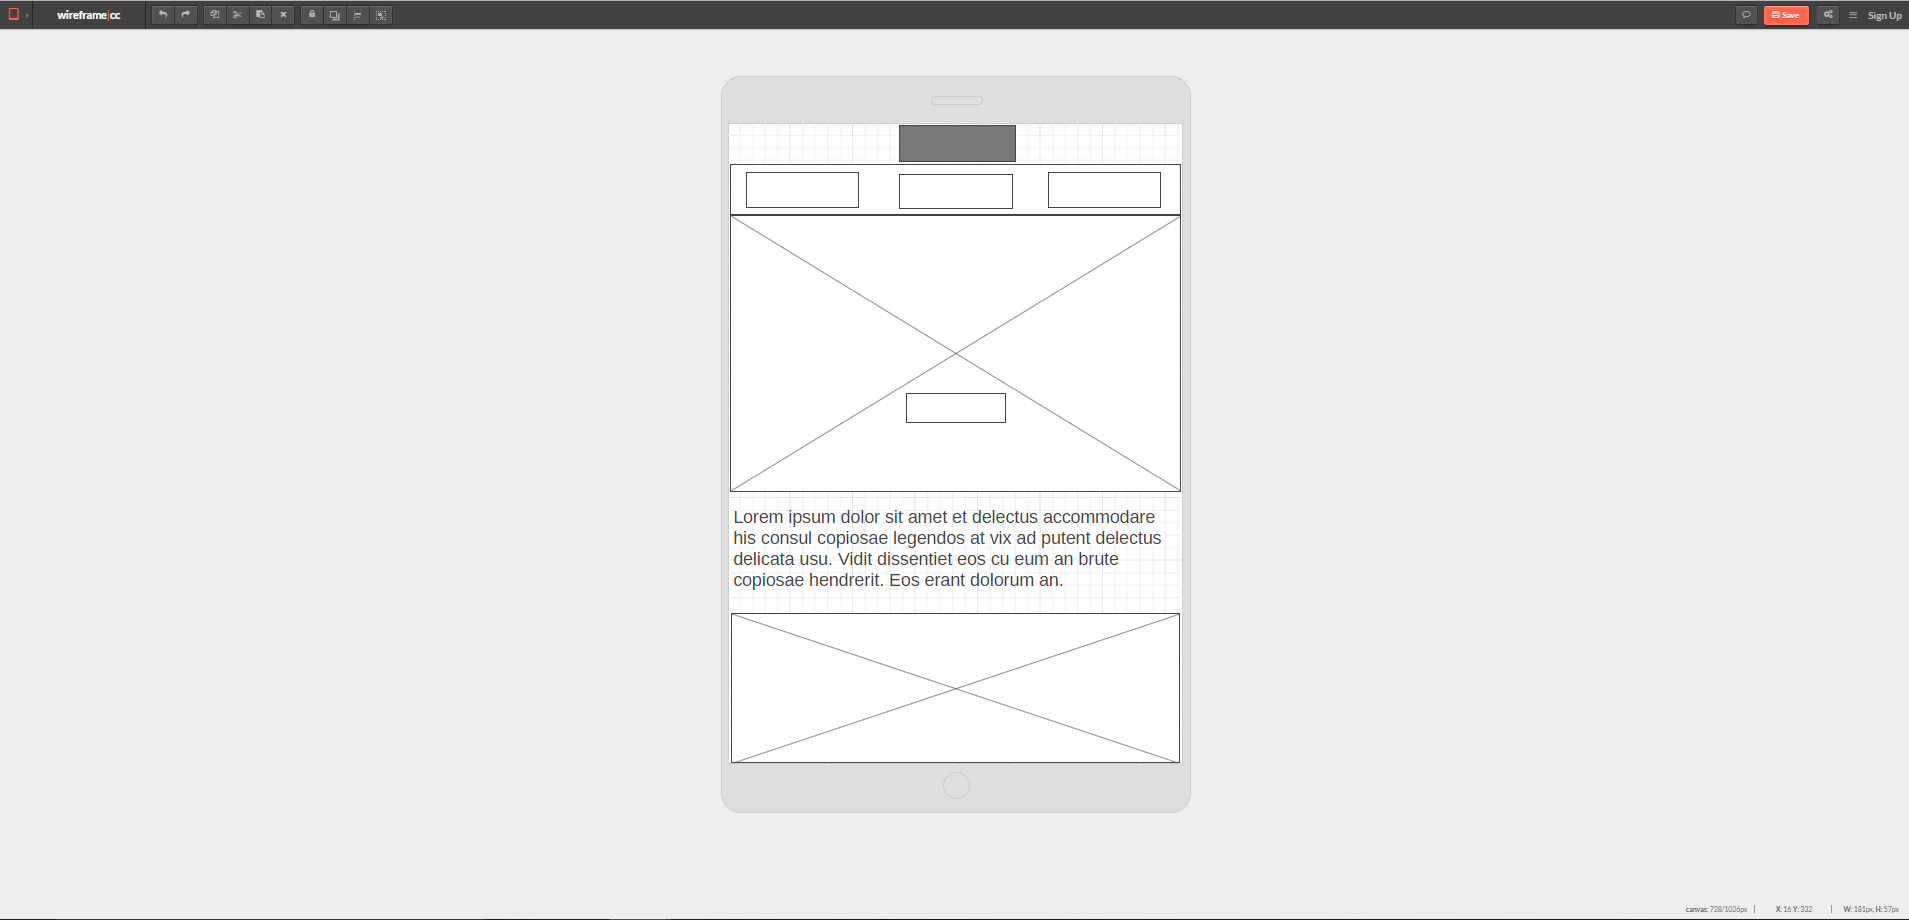 wireframe|cc
Save
Sign Up
Lorem ipsum dolor sit amet et delectus accommodare
his consul copiosae legendos at vix ad putent delectus
delicata usu. Vidit dissentiet eos cu eum an brute
copiosae hendrerit. Eos erant dolorum an.
canvas: 728/1026px | X: 16 Y: 332 | W: 181px, H: 57px